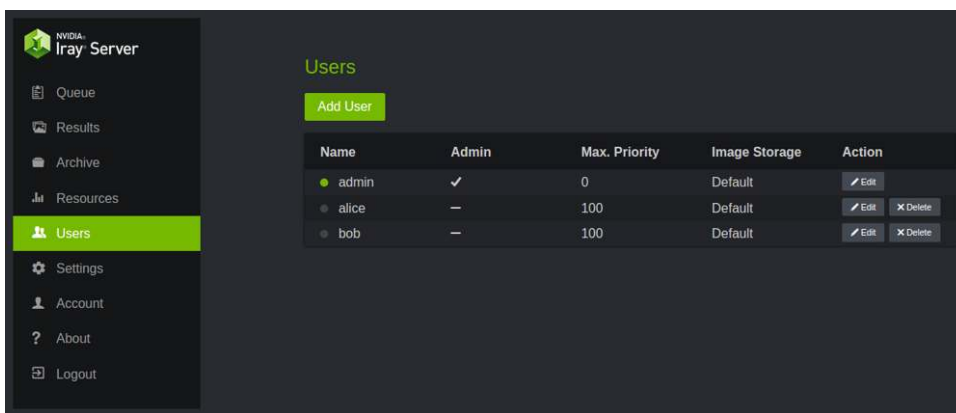 NVIDIA.
Iray® Server
Queue
Results
Archive
Resources
Users
Settings
Account
? About
Logout
Users
Add User
Name Admin Max. Priority Image Storage Action
admin ✓ 0 Default Edit
alice – 100 Default Edit × Delete
bob – 100 Default Edit × Delete